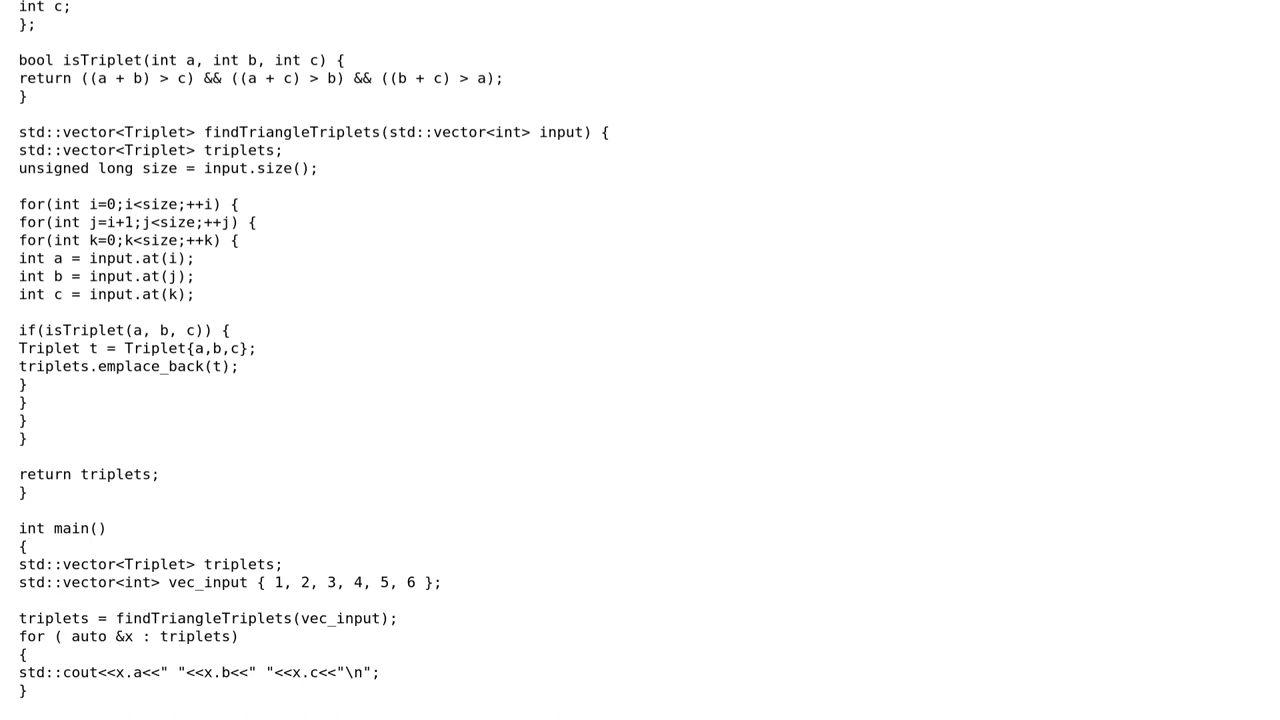 int c;
};

bool isTriplet(int a, int b, int c) {
return ((a + b) > c) && ((a + c) > b) && ((b + c) > a);
}

std::vector<Triplet> findTriangleTriplets(std::vector<int> input) {
std::vector<Triplet> triplets;
unsigned long size = input.size();

for(int i=0;i<size;++i) {
for(int j=i+1;j<size;++j) {
for(int k=0;k<size;++k) {
int a = input.at(i);
int b = input.at(j);
int c = input.at(k);

if(isTriplet(a, b, c)) {
Triplet t = Triplet{a,b,c};
triplets.emplace_back(t);
}
}
}
}

return triplets;
}

int main()
{
std::vector<Triplet> triplets;
std::vector<int> vec_input { 1, 2, 3, 4, 5, 6 };

triplets = findTriangleTriplets(vec_input);
for ( auto &x : triplets)
{
std::cout<<x.a<<" "<<x.b<<" "<<x.c<<"\n";
}